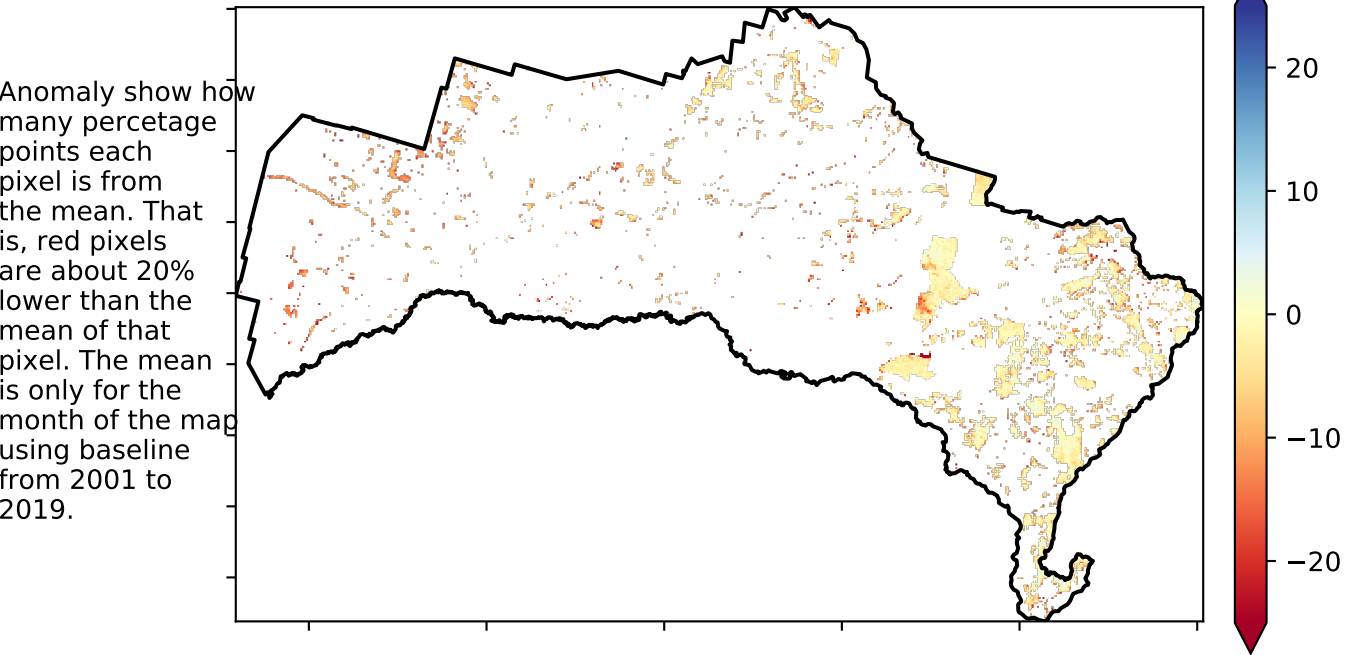 Anomaly show how
many percetage
points each
pixel is from
the mean. That
is, red pixels
are about 20%
lower than the
mean of that
pixel. The mean
is only for the
month of the map
using baseline
from 2001 to
2019.
20
10
0
−10
−20